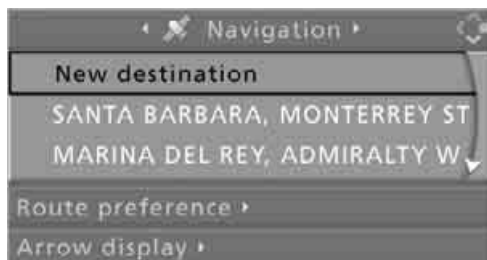 Navigation
New destination
SANTA BARBARA, MONTERREY ST
MARINA DEL REY, ADMIRALTY W
Route preference
Arrow display